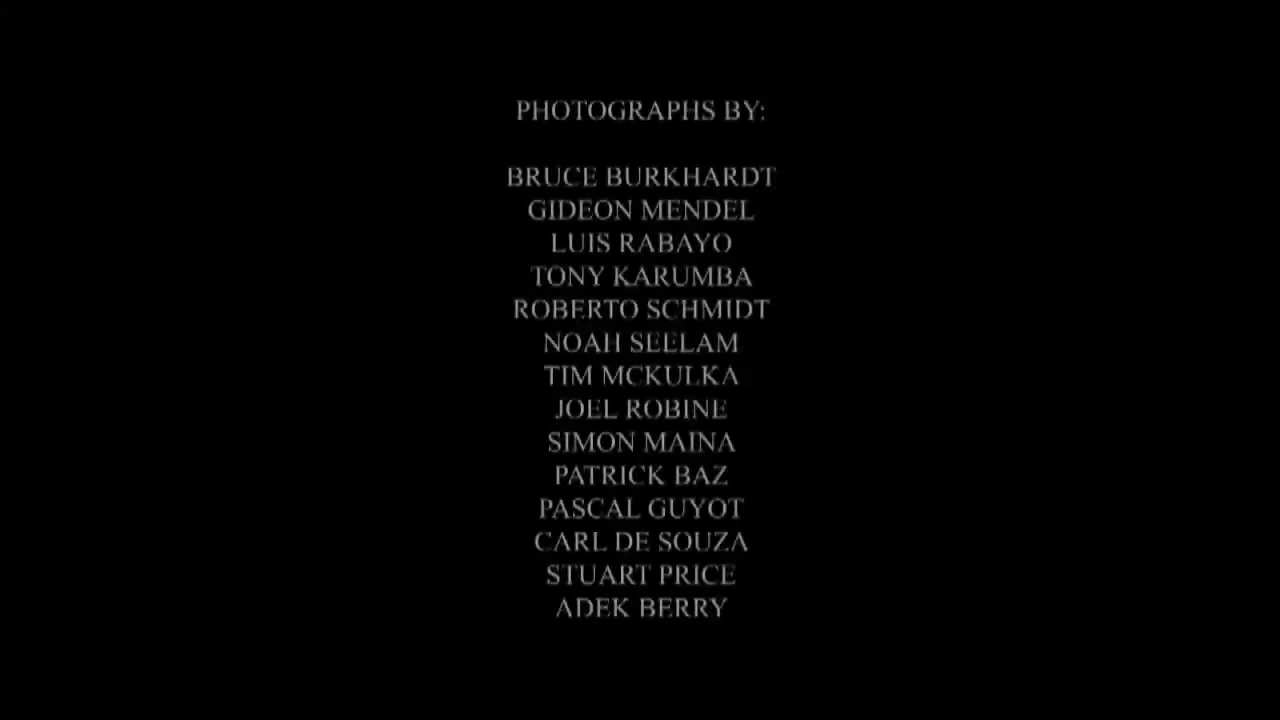 PHOTOGRAPHS BY:
BRUCE BURKHARDT
GIDEON MENDEL
LUIS RABAYO
TONY KARUMBA
ROBERTO SCHMIDT
NOAH SEELAM
TIM MCKULKA
JOEL ROBINE
SIMON MAINA
PATRICK BAZ
PASCAL GUYOT
CARL DE SOUZA
STUART PRICE
ADEK BERRY